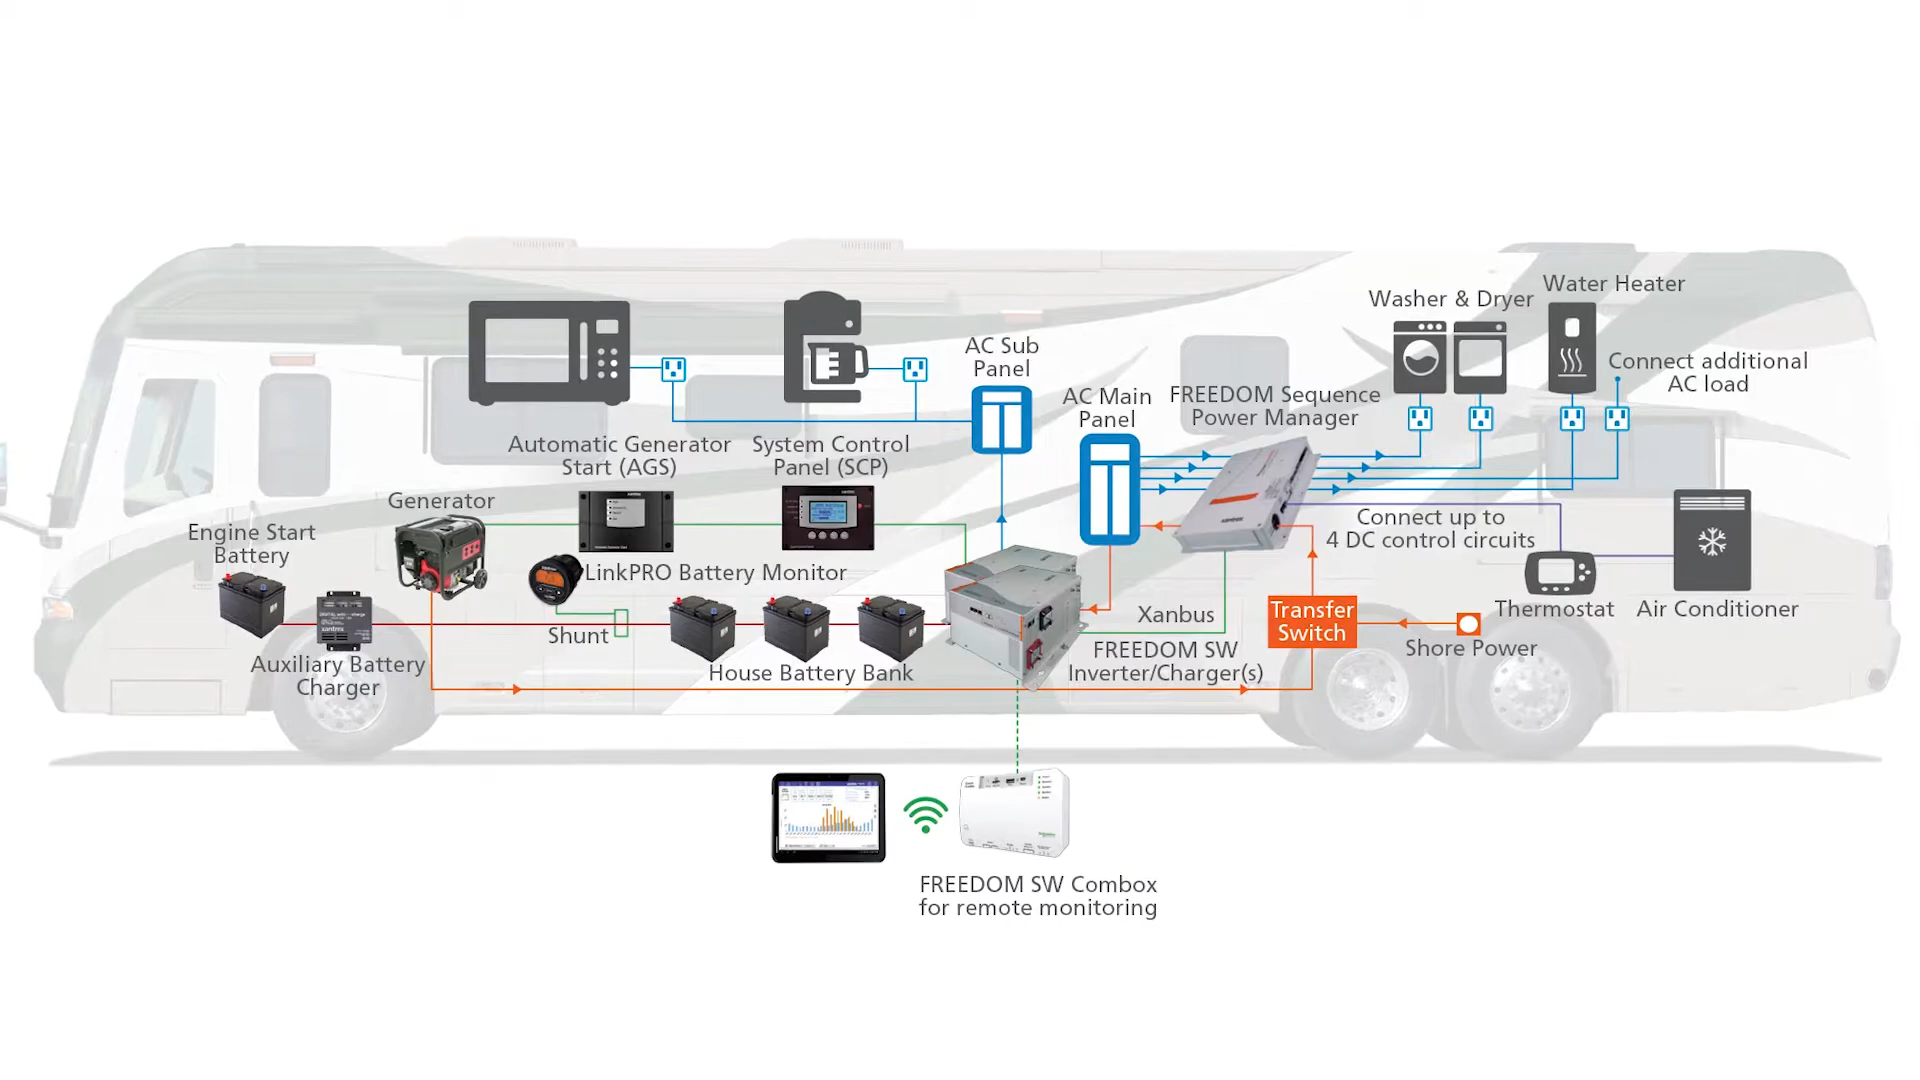 Water Heater
Washer & Dryer
AC Sub
Panel
Connect additional
AC load
AC Main
Panel
FREEDOM Sequence
Power Manager
Automatic Generator
Start (AGS)
System Control
Panel (SCP)
Generator
Engine Start
Battery
Connect up to
4 DC control circuits
LinkPRO Battery Monitor
Shunt
Xanbus
Transfer
Switch
Thermostat
Air Conditioner
Shore Power
Auxiliary Battery
Charger
House Battery Bank
FREEDOM SW
Inverter/Charger(s)
xantrex
FREEDOM SW Combox
for remote monitoring